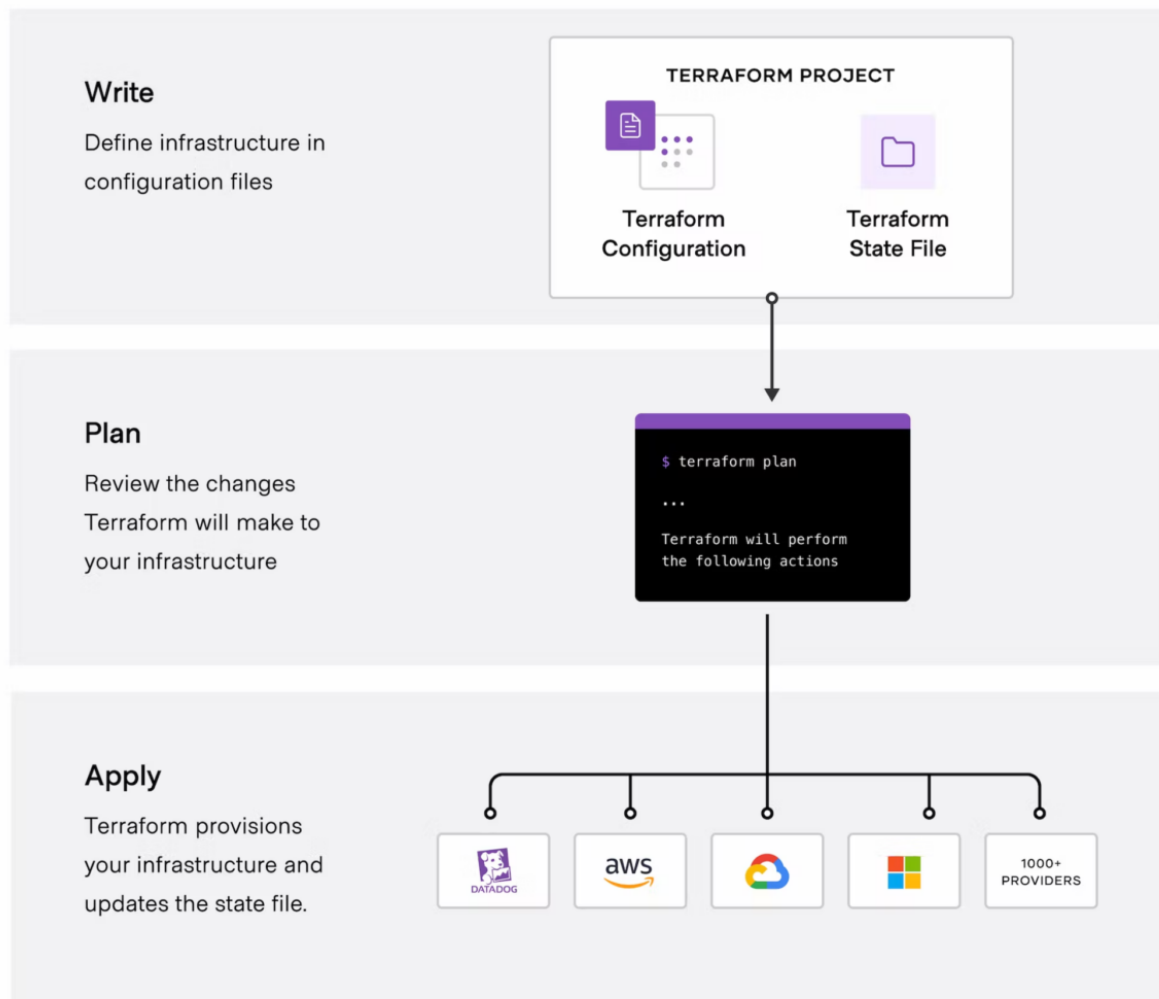 Write
Define infrastructure in
configuration files
TERRAFORM PROJECT
Terraform
Configuration
Terraform
State File
Plan
Review the changes
Terraform will make to
your infrastructure
$ terraform plan
...
Terraform will perform
the following actions
Apply
Terraform provisions
your infrastructure and
updates the state file.
DATADOG
aws
1000+
PROVIDERS